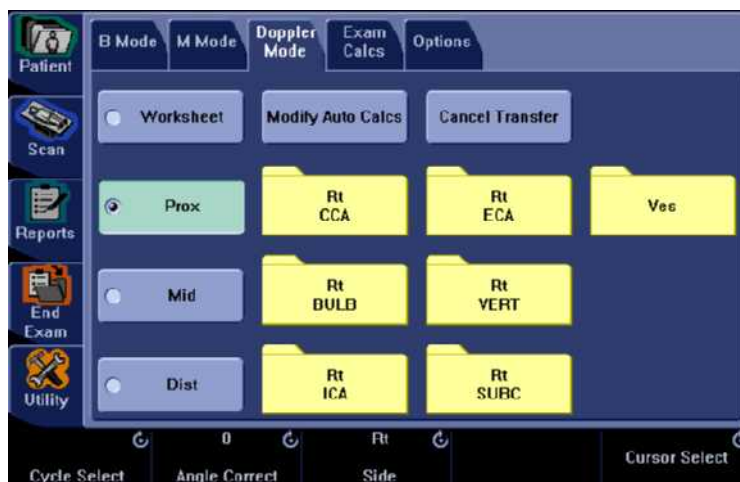 Patient
B Mode
M Mode
Doppler
Mode
Exam
Calcs
Options
Scan
Worksheet
Modify Auto Calcs
Cancel Transfer
Reports
Prox
Rt
CCA
Rt
ECA
Ves
End
Exam
Mid
Rt
BULB
Rt
VERT
Utility
Dist
Rt
ICA
Rt
SUBC
0
Rt
Cycle Select
Angle Correct
Side
Cursor Select